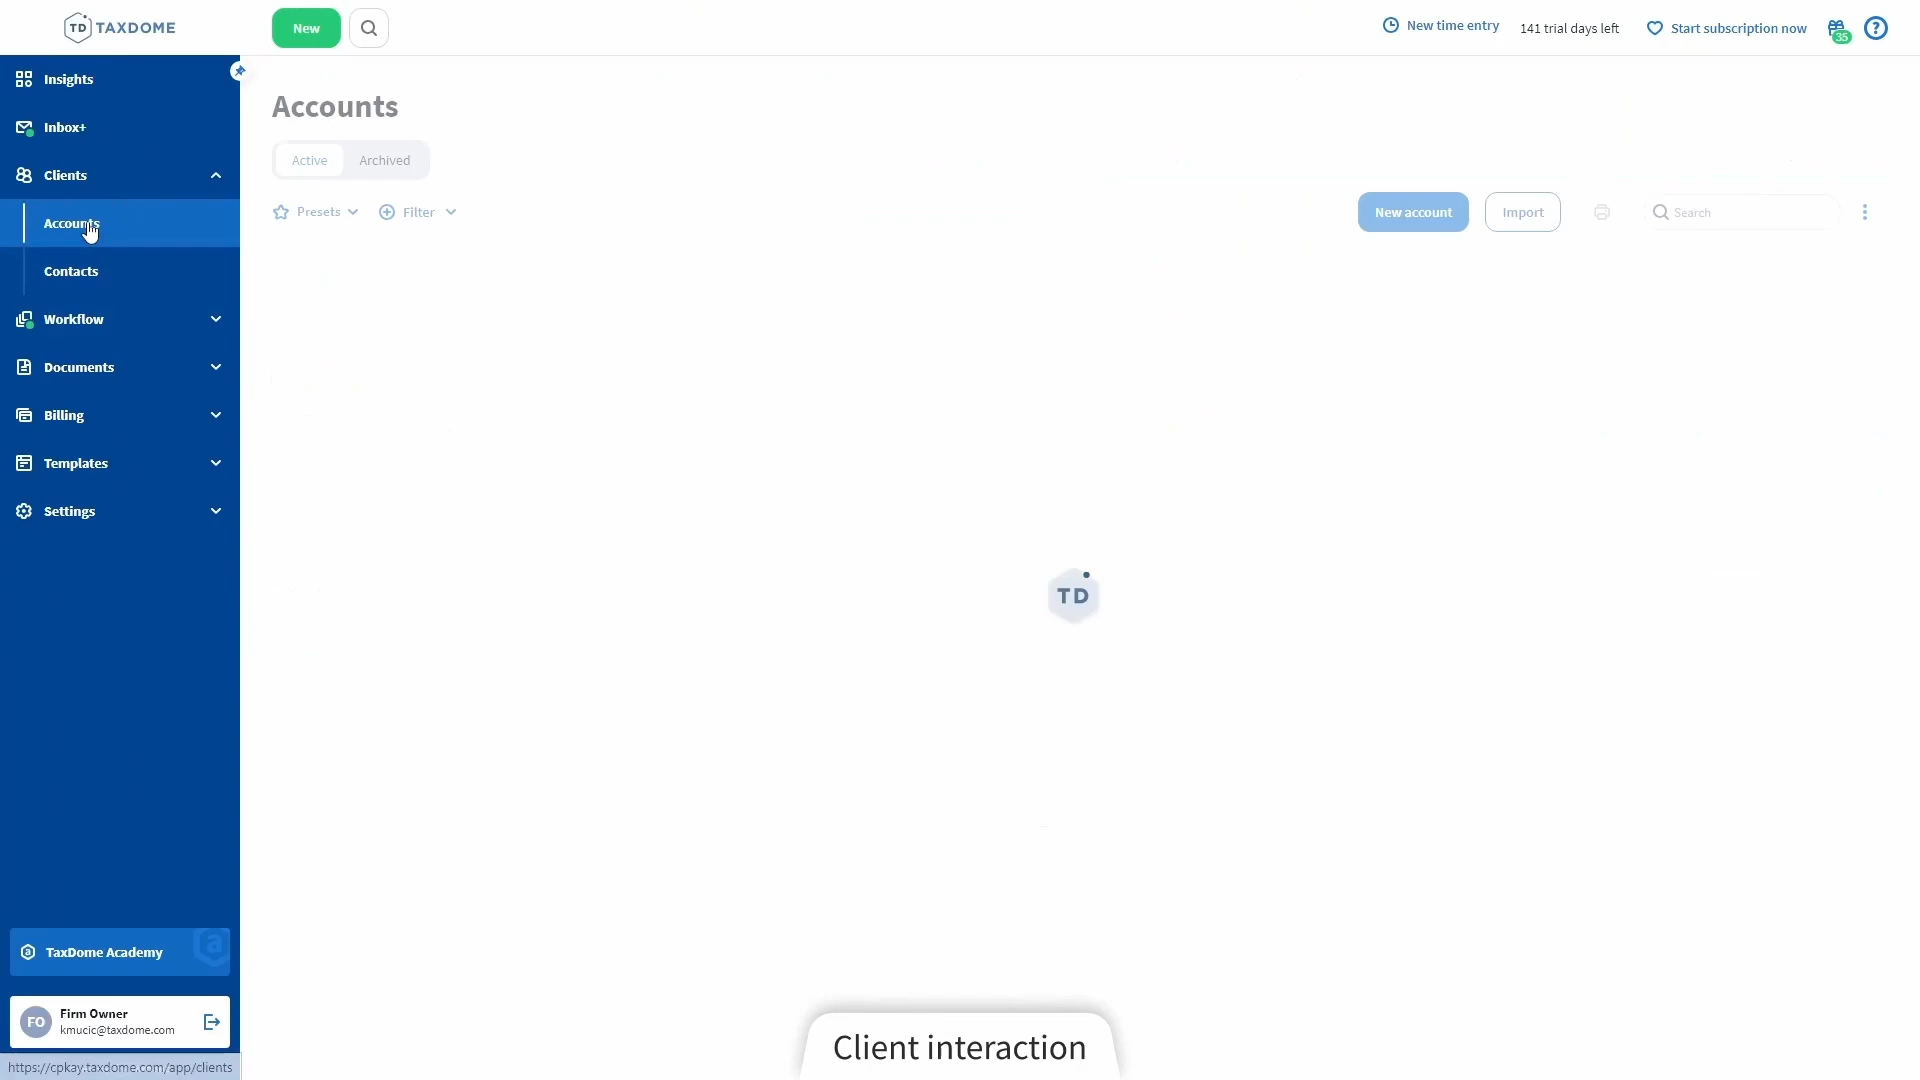 TD TAXDOME
New
New time entry
141 trial days left
Start subscription now
35
?
Insights
Inbox+
Clients
Accounts
Contacts
Workflow
Documents
Billing
Templates
Settings
Accounts
Active
Archived
Presets
Filter
New account
Import
Search
TD
a TaxDome Academy
a
FO
Firm Owner
kmucic@taxdome.com
https://cpkay.taxdome.com/app/clients
Client interaction